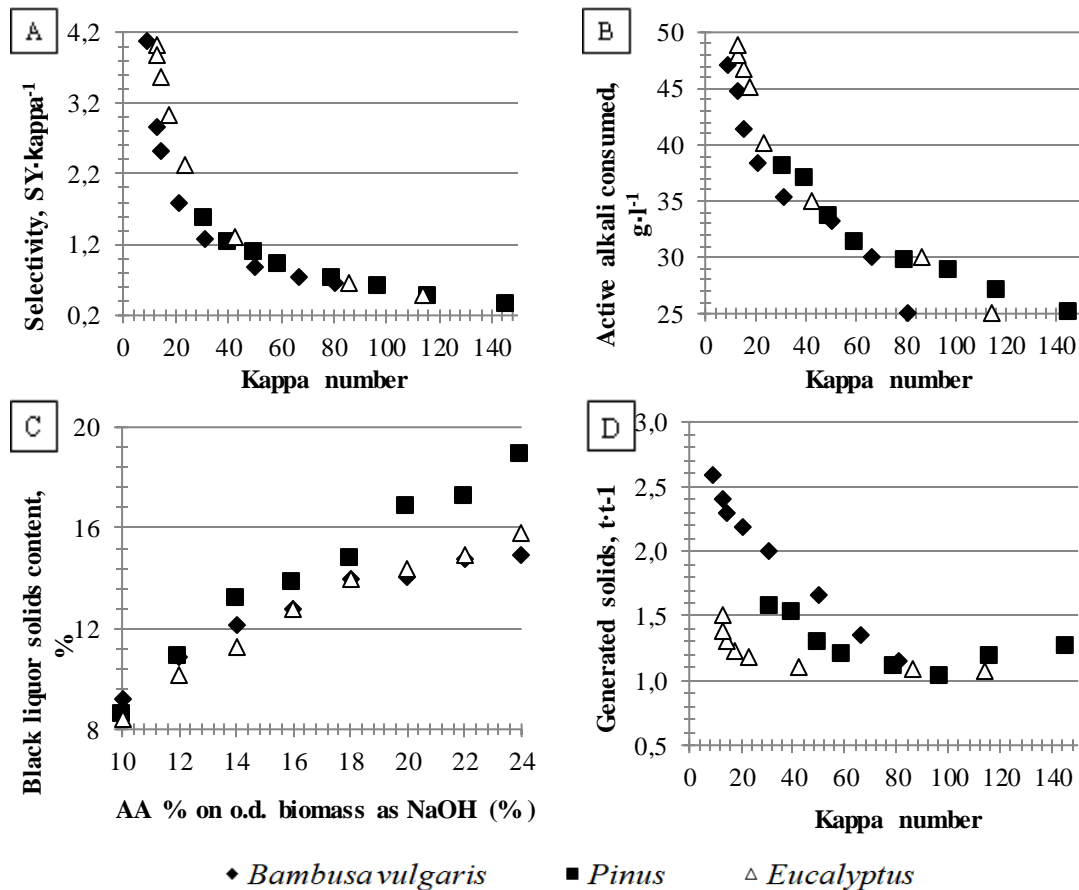 A
4,2
3,2
2,2
1,2
0,2
Selectivity, SY-kappa-1
0 20 40 60 80 100 120 140
Kappa number
B
50
45
40
35
30
25
Active alkali consumed,
g·l-1
0 20 40 60 80 100 120 140
Kappa number
C
20
16
12
8
Black liquor solids content,
%
10 12 14 16 18 20 22 24
AA % on o.d. biomass as NaOH (%)
D
3,0
2,5
2,0
1,5
1,0
0,5
Generated solids, t·t-1
0 20 40 60 80 100 120 140
Kappa number
Bambusa vulgaris Pinus Eucalyptus